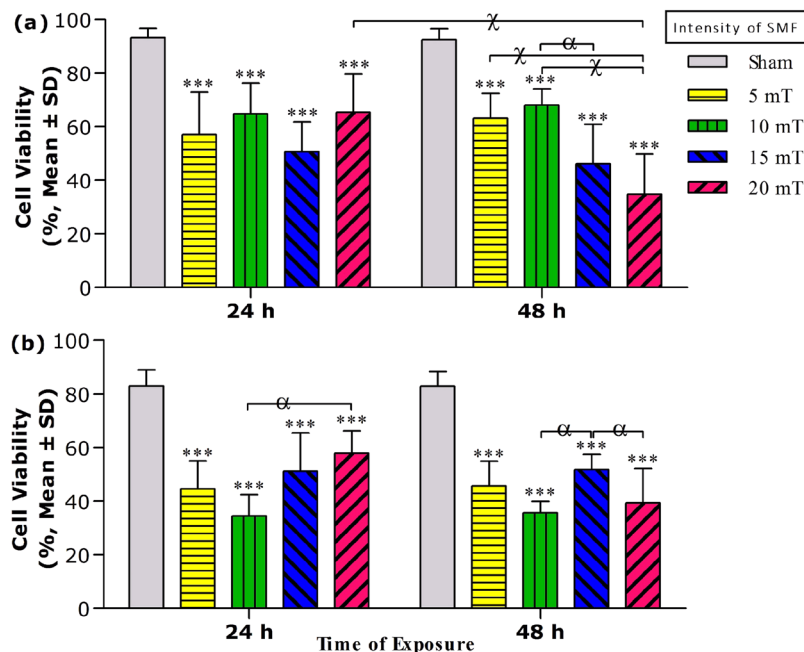 (a)
100
80
60
40
20
0
Cell Viability
(%, Mean ± SD)
***
***
***
***
***
***
***
***
χ
α
χ
χ
24 h
48 h
Intensity of SMF
Sham
5 mT
10 mT
15 mT
20 mT
(b)
100
80
60
40
20
0
Cell Viability
(%, Mean ± SD)
***
***
***
***
α
***
***
***
***
α
α
24 h
48 h
Time of Exposure